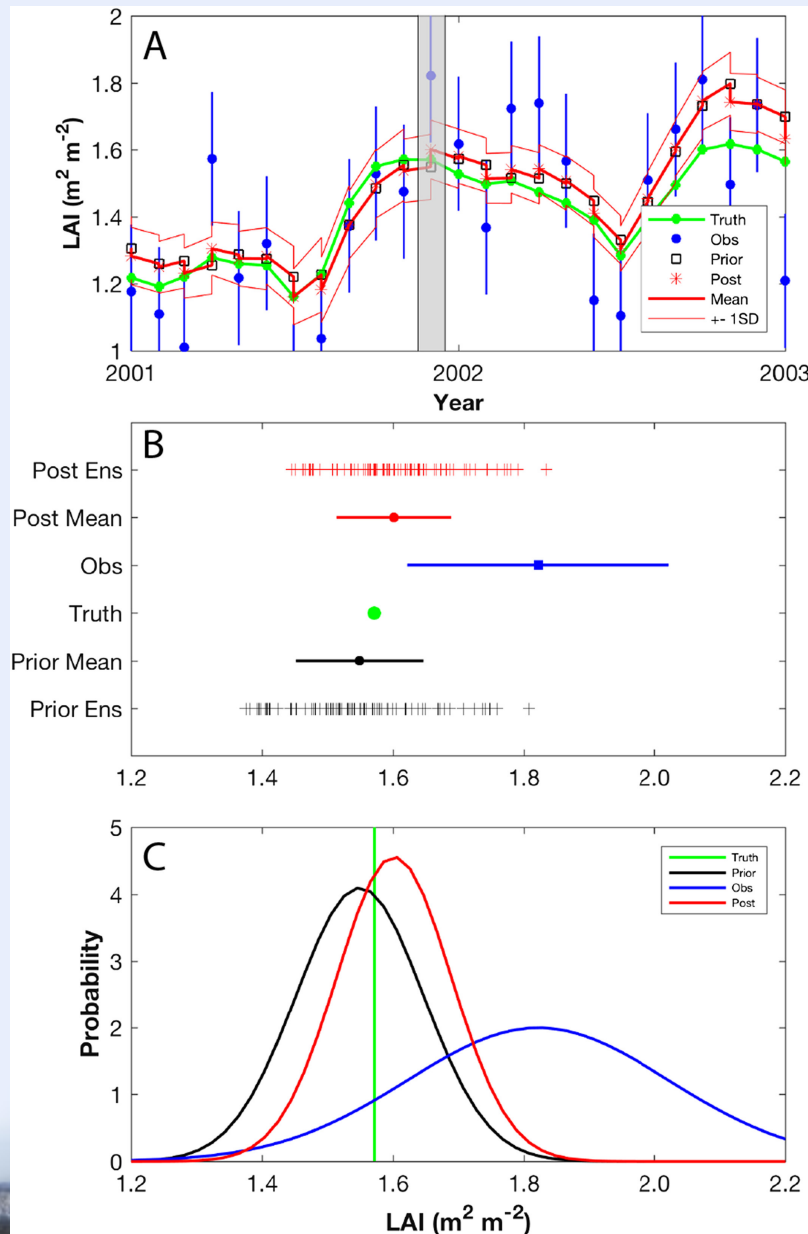 A
2
1.8
1.6
1.4
1.2
1
LAI (m² m⁻²)
Truth
Obs
Prior
Post
Mean
+- 1SD
2001
2002
2003
Year
B
Post Ens
Post Mean
Obs
Truth
Prior Mean
Prior Ens
1.2
1.4
1.6
1.8
2.0
2.2
C
5
4
3
2
1
0
Probability
Truth
Prior
Obs
Post
1.2
1.4
1.6
1.8
2.0
2.2
LAI (m² m⁻²)